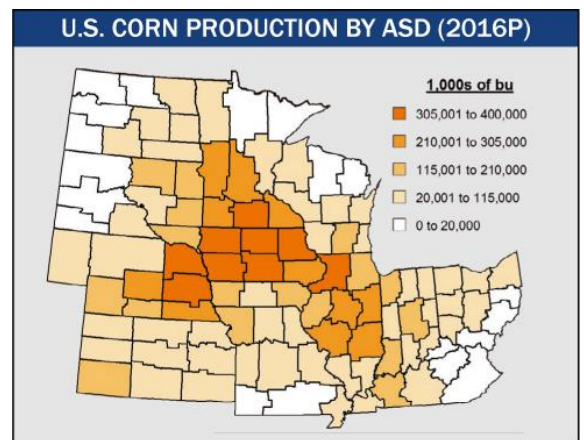 U.S. CORN PRODUCTION BY ASD (2016P)
1,000s of bu
305,001 to 400,000
210,001 to 305,000
115,001 to 210,000
20,001 to 115,000
0 to 20,000